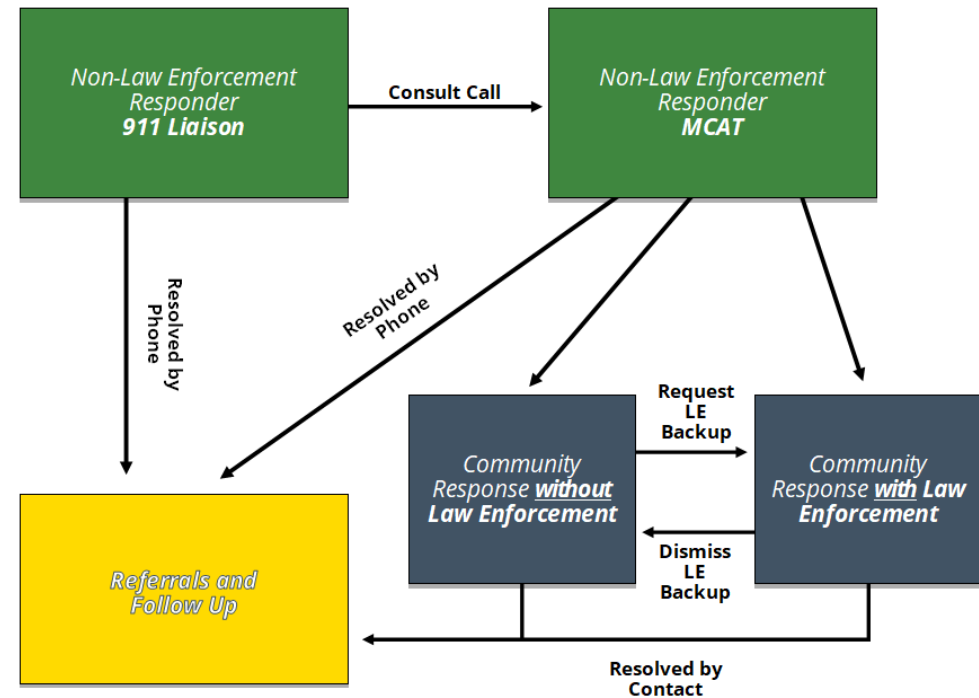 Non-Law Enforcement
Responder
911 Liaison
Consult Call
Non-Law Enforcement
Responder
MCAT
Resolved by
Phone
Resolved by
Phone
Request
LE
Backup
Community
Response without
Law Enforcement
Community
Response with Law
Enforcement
Dismiss
LE
Backup
Referrals and
Follow Up
Resolved by
Contact